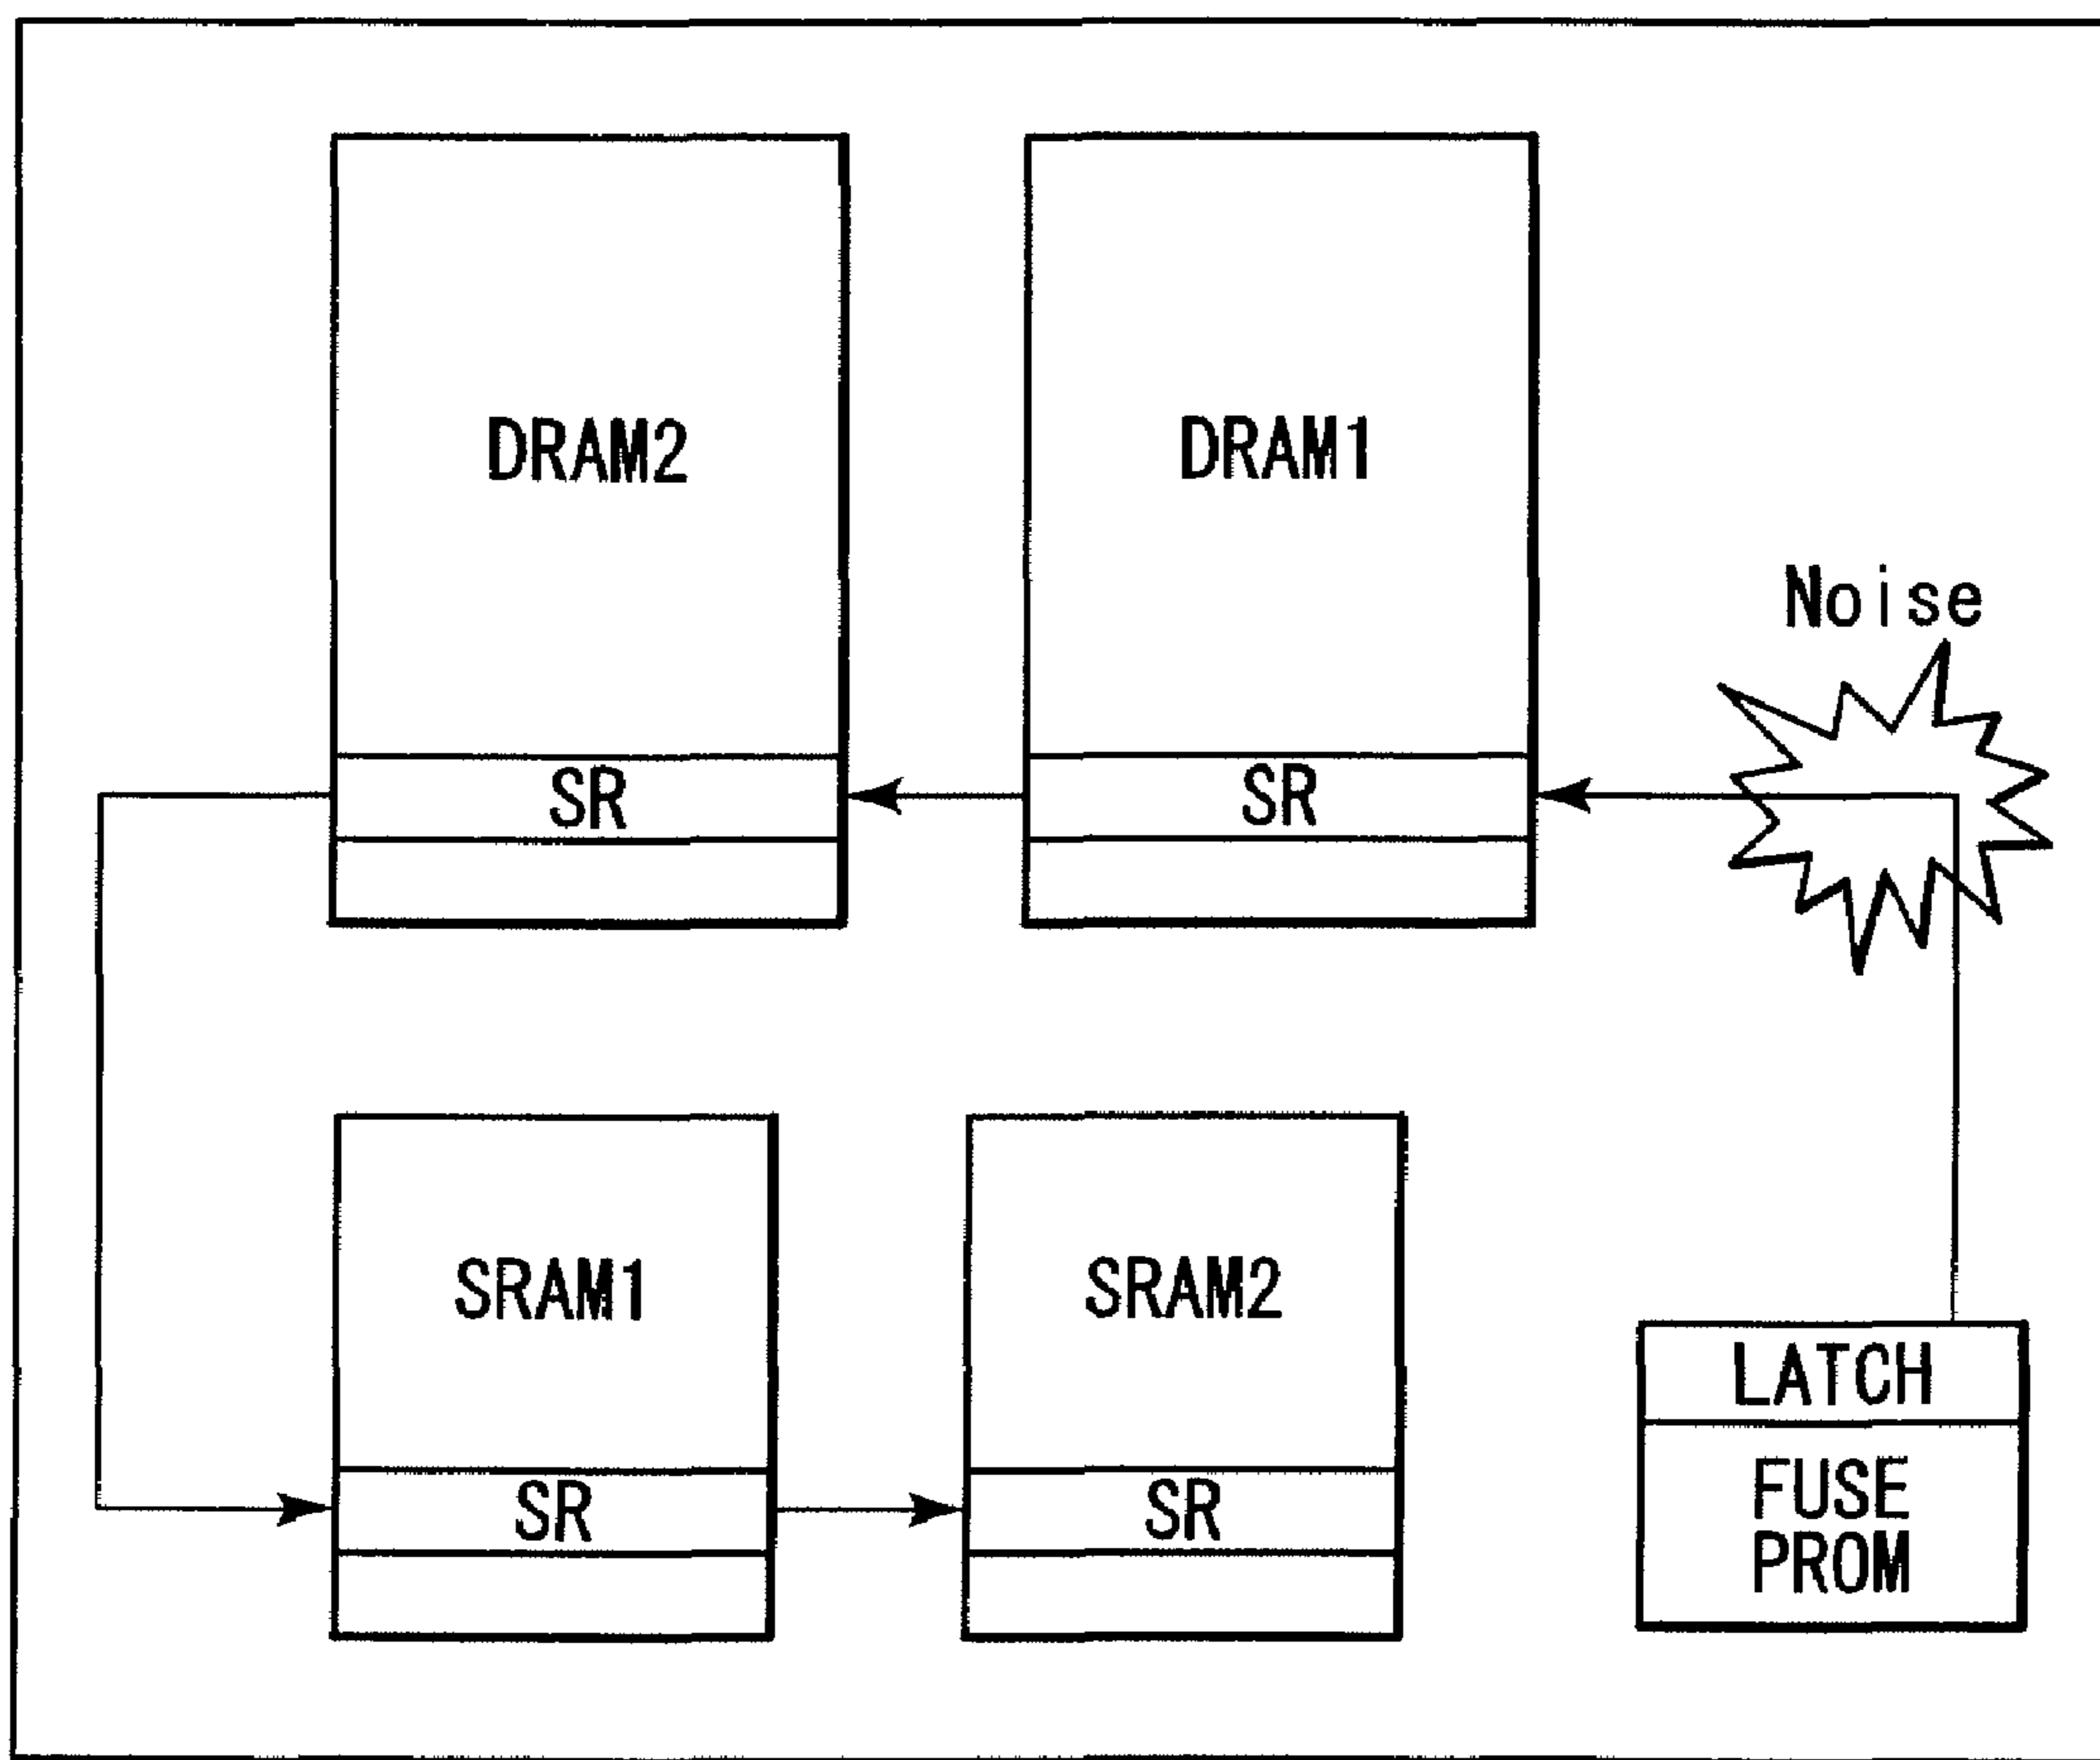 DRAM2
DRAM1
Noise
SR
SR
SRAM1
SRAM2
LATCH
SR
SR
FUSE
PROM